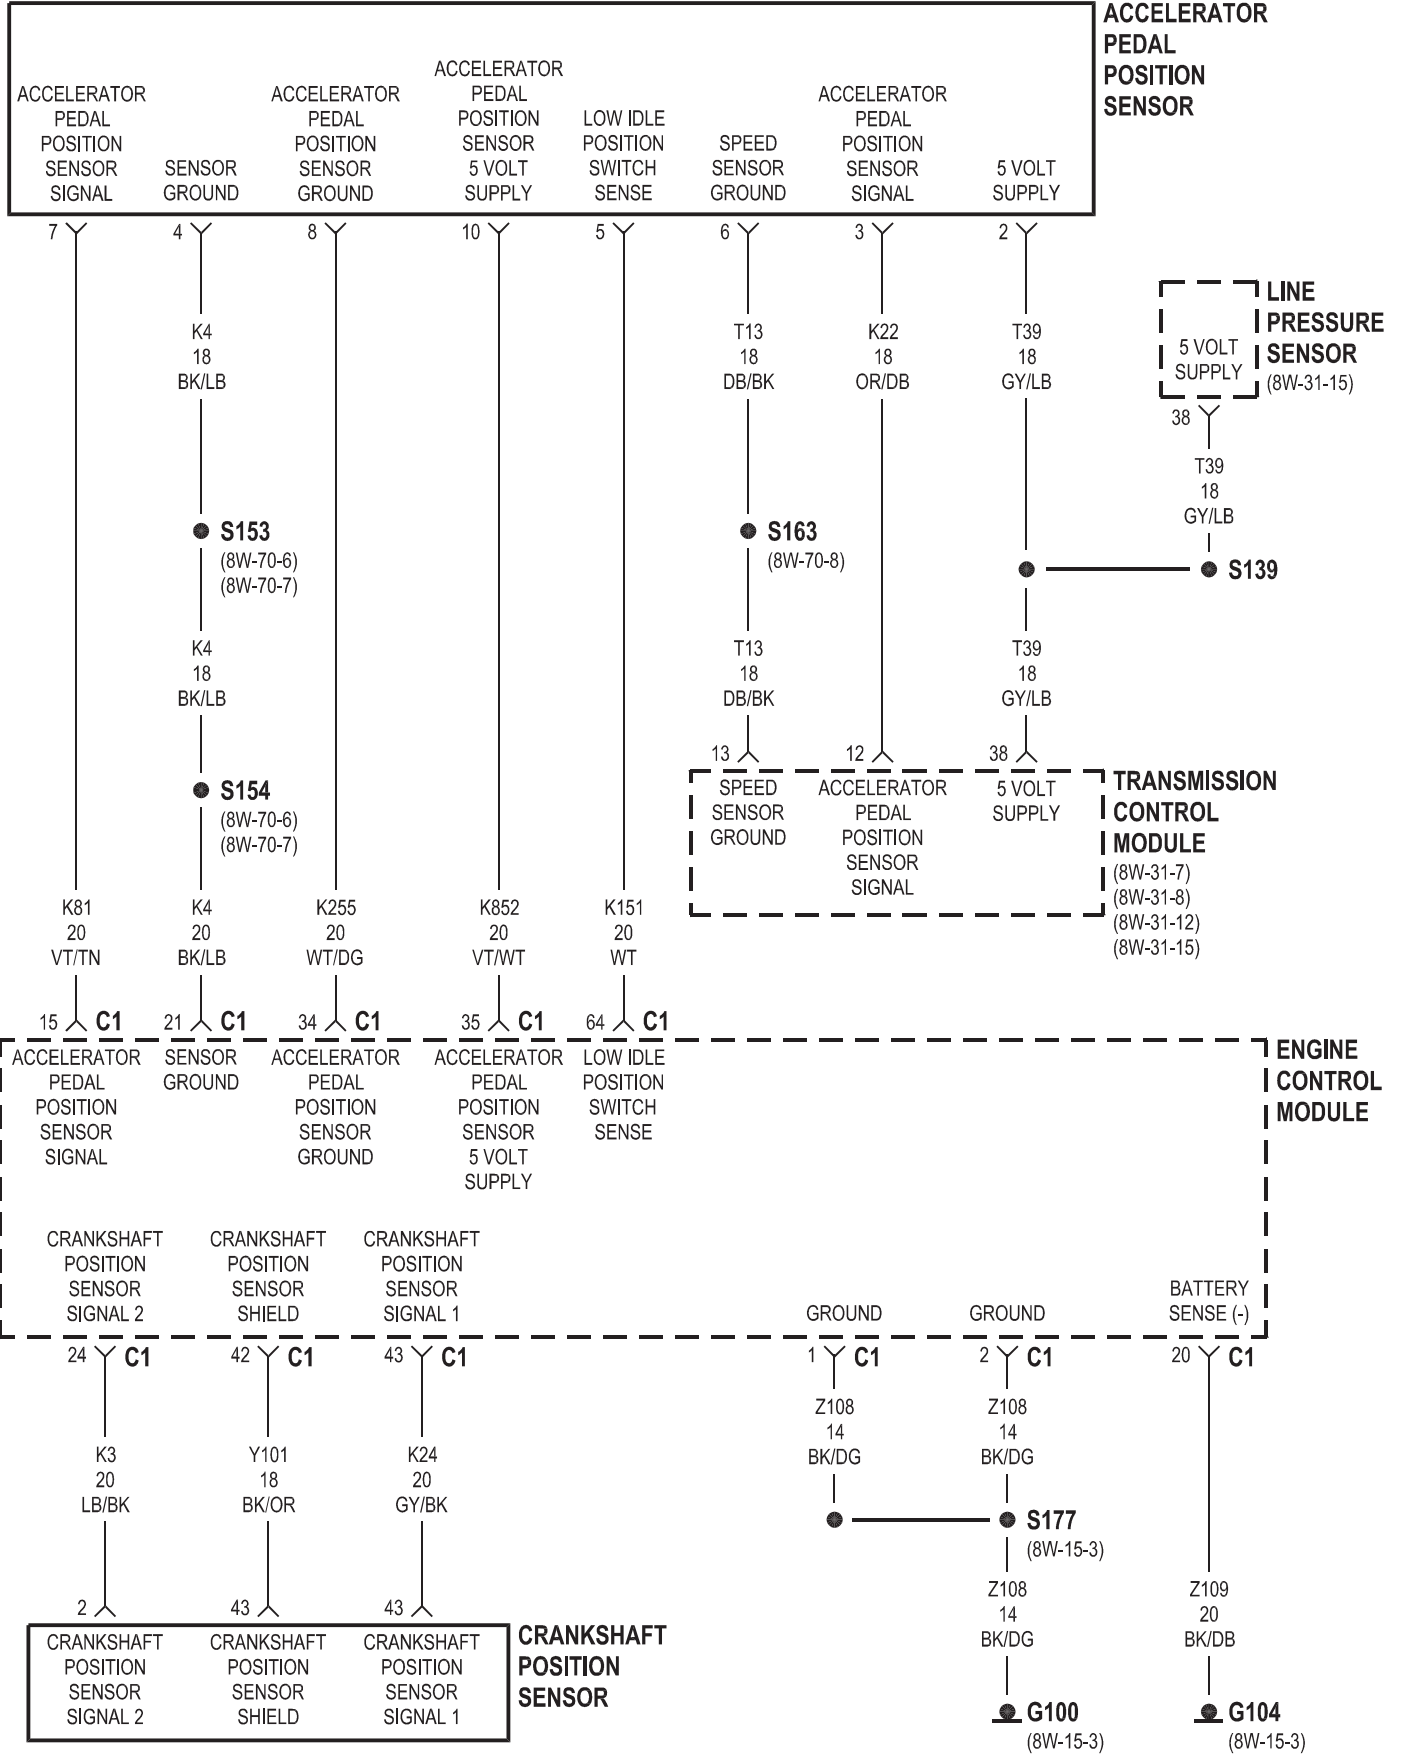 ACCELERATOR
PEDAL
POSITION
SENSOR
ACCELERATOR
PEDAL
POSITION
SENSOR
SIGNAL
SENSOR
GROUND
ACCELERATOR
PEDAL
POSITION
SENSOR
GROUND
ACCELERATOR
PEDAL
POSITION
SENSOR
5 VOLT
SUPPLY
LOW IDLE
POSITION
SWITCH
SENSE
SPEED
SENSOR
GROUND
ACCELERATOR
PEDAL
POSITION
SENSOR
SIGNAL
5 VOLT
SUPPLY
7
4
8
10
5
6
3
2
K4
18
BK/LB
T13
18
DB/BK
K22
18
OR/DB
T39
18
GY/LB
LINE
PRESSURE
SENSOR
(8W-31-15)
5 VOLT
SUPPLY
38
T39
18
GY/LB
S153
(8W-70-6)
(8W-70-7)
S163
(8W-70-8)
S139
K4
18
BK/LB
T13
18
DB/BK
T39
18
GY/LB
S154
(8W-70-6)
(8W-70-7)
13
12
38
SPEED
SENSOR
GROUND
ACCELERATOR
PEDAL
POSITION
SENSOR
SIGNAL
5 VOLT
SUPPLY
TRANSMISSION
CONTROL
MODULE
(8W-31-7)
(8W-31-8)
(8W-31-12)
(8W-31-15)
K81
20
VT/TN
K4
20
BK/LB
K255
20
WT/DG
K852
20
VT/WT
K151
20
WT
15 C1
21 C1
34 C1
35 C1
64 C1
ACCELERATOR
PEDAL
POSITION
SENSOR
SIGNAL
SENSOR
GROUND
ACCELERATOR
PEDAL
POSITION
SENSOR
GROUND
ACCELERATOR
PEDAL
POSITION
SENSOR
5 VOLT
SUPPLY
LOW IDLE
POSITION
SWITCH
SENSE
ENGINE
CONTROL
MODULE
CRANKSHAFT
POSITION
SENSOR
SIGNAL 2
CRANKSHAFT
POSITION
SENSOR
SHIELD
CRANKSHAFT
POSITION
SENSOR
SIGNAL 1
GROUND
GROUND
BATTERY
SENSE (-)
24 C1
42 C1
43 C1
1 C1
2 C1
20 C1
K3
20
LB/BK
Y101
18
BK/OR
K24
20
GY/BK
Z108
14
BK/DG
Z108
14
BK/DG
S177
(8W-15-3)
Z108
14
BK/DG
Z109
20
BK/DB
2
43
43
CRANKSHAFT
POSITION
SENSOR
SIGNAL 2
CRANKSHAFT
POSITION
SENSOR
SHIELD
CRANKSHAFT
POSITION
SENSOR
SIGNAL 1
CRANKSHAFT
POSITION
SENSOR
G100
(8W-15-3)
G104
(8W-15-3)